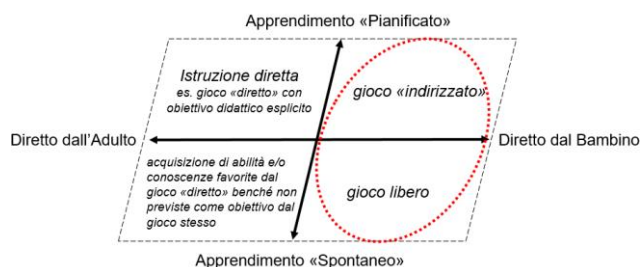 Apprendimento «Pianificato»
Istruzione diretta
es. gioco «diretto» con
obiettivo didattico esplicito
gioco «indirizzato»
Diretto dall'Adulto
Diretto dal Bambino
acquisizione di abilità e/o
conoscenze favorite dal
gioco «diretto» benché non
previste come obiettivo dal
gioco stesso
gioco libero
Apprendimento «Spontaneo»